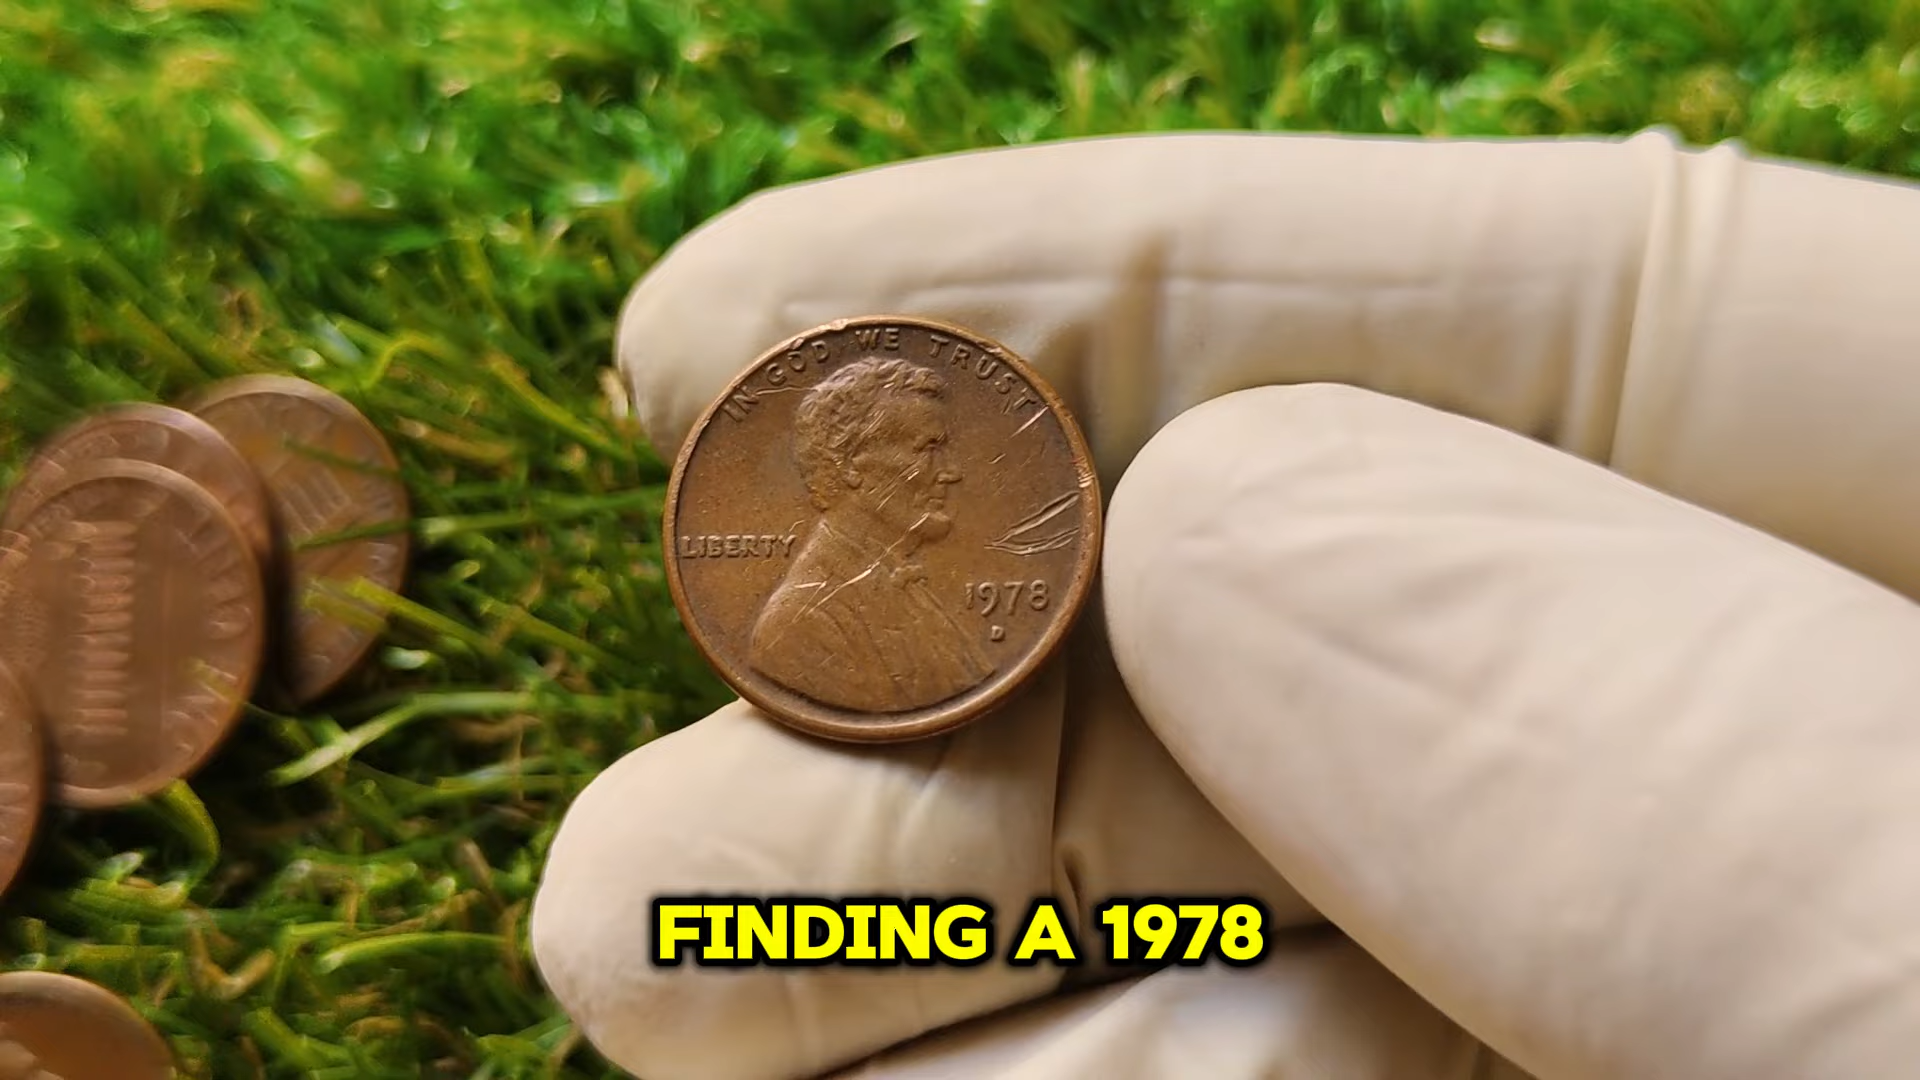 IN GOD WE TRUST
LIBERTY
1978
D
FINDING A 1978